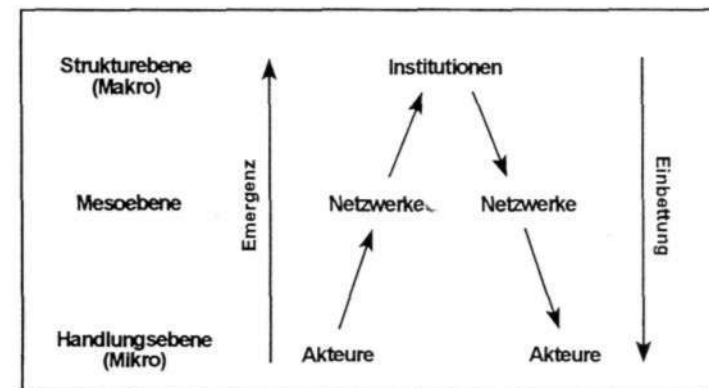 Strukturebene
(Makro)
Institutionen
Emergenz
Einbettung
Mesoebene
Netzwerke
Netzwerke
Handlungsebene
(Mikro)
Akteure
Akteure